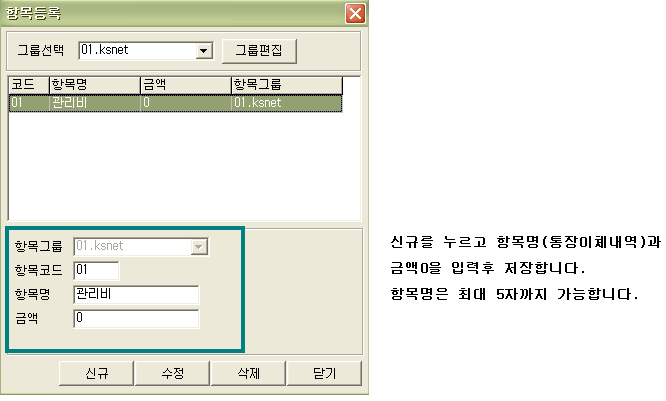 항목등록
그룹선택 01.ksnet 그룹편집
코드 항목명 금액 항목그룹
01 관리비 0 01.ksnet
항목그룹 01.ksnet
항목코드 01
항목명 관리비
금액 0
신규 수정 삭제 닫기
신규를 누르고 항목명(통장이체내역)과
금액0을 입력후 저장합니다.
항목명은 최대 5자까지 가능합니다.